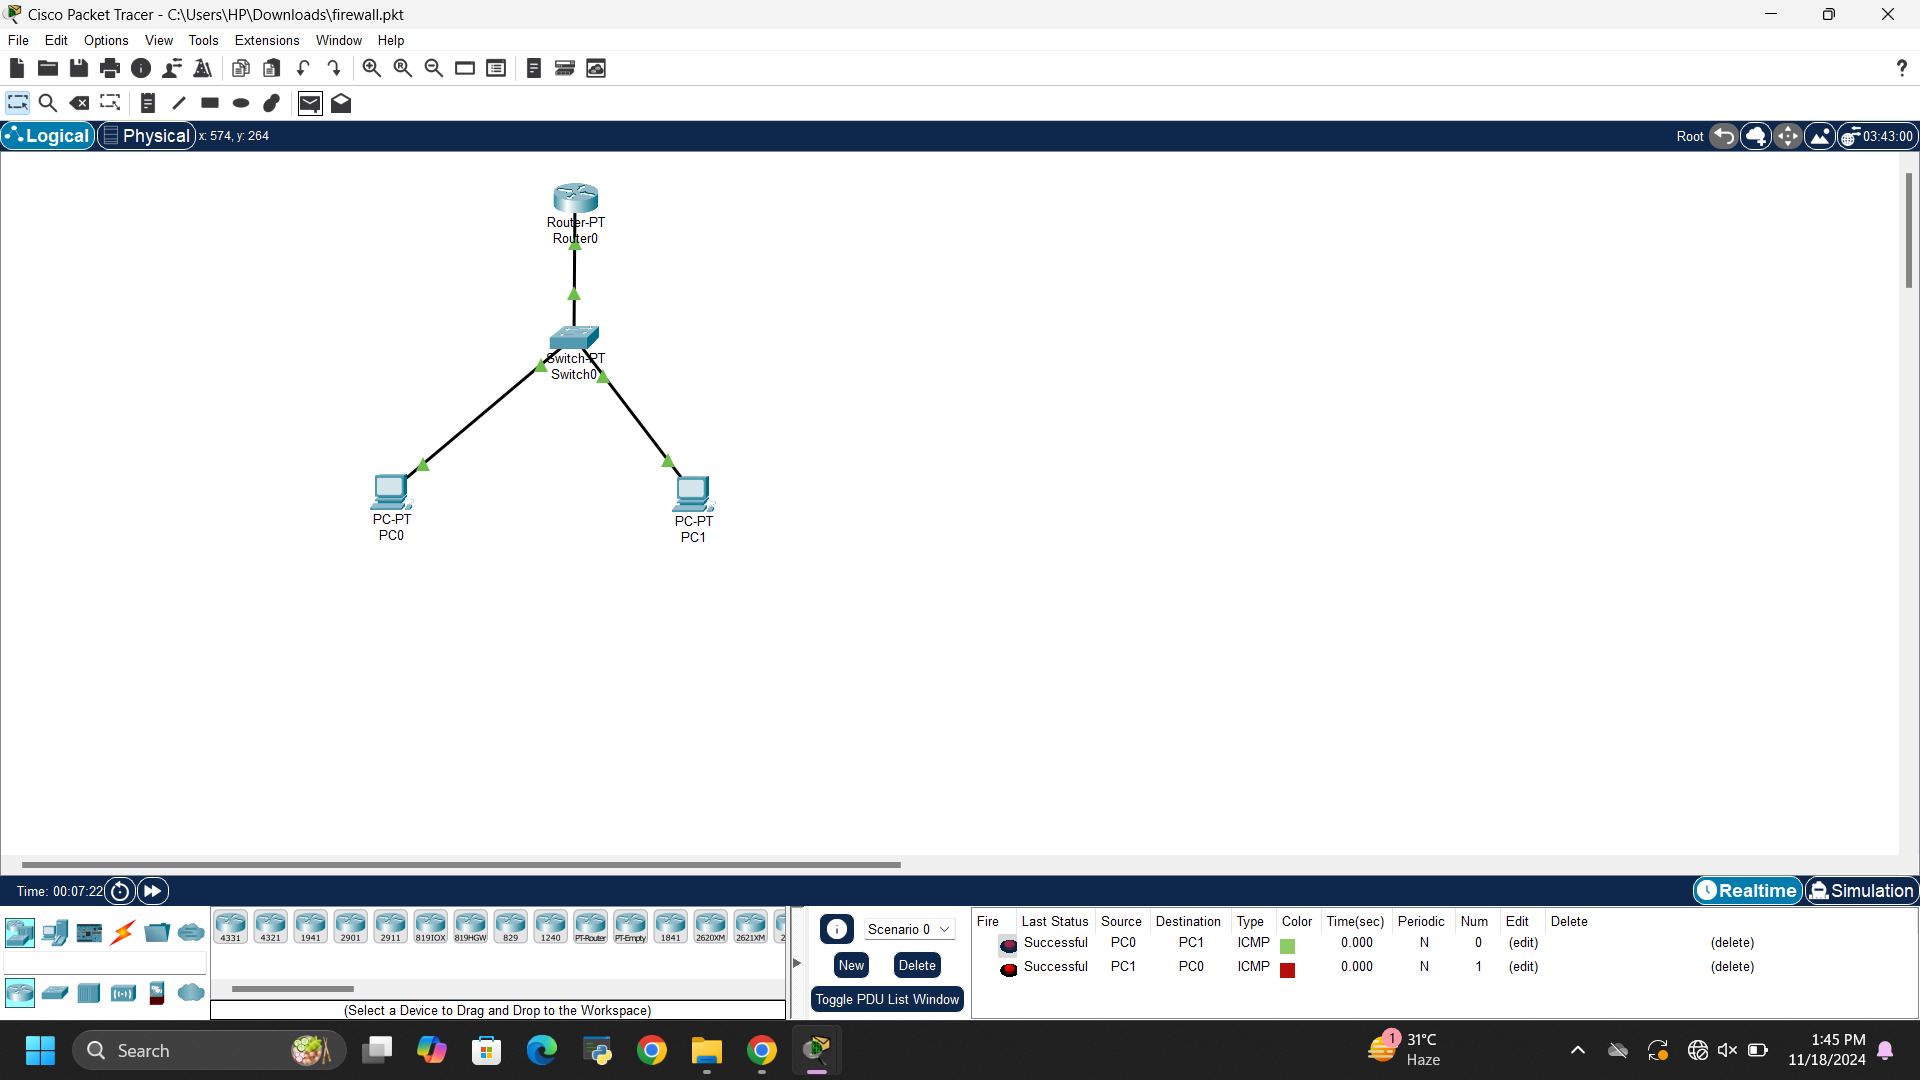 Cisco Packet Tracer - C:\Users\HP\Downloads\firewall.pkt
File Edit Options View Tools Extensions Window Help
?
Logical Physical x: 574, y: 264 Root 03:43:00
Router-PT
Router0
Switch-PT
Switch0
PC-PT
PC0
PC-PT
PC1
Time: 00:07:22 Realtime Simulation
4331 4321 1941 2901 2911 819IOX 819HGW 829 1240 PT-Router PT-Empty 1841 2620XM 2621XM 2
(Select a Device to Drag and Drop to the Workspace)
Scenario 0
New Delete
Toggle PDU List Window
Fire Last Status Source Destination Type Color Time(sec) Periodic Num Edit Delete
Successful PC0 PC1 ICMP 0.000 N 0 (edit) (delete)
Successful PC1 PC0 ICMP 0.000 N 1 (edit) (delete)
Search
1
31°C
Haze
1:45 PM
11/18/2024